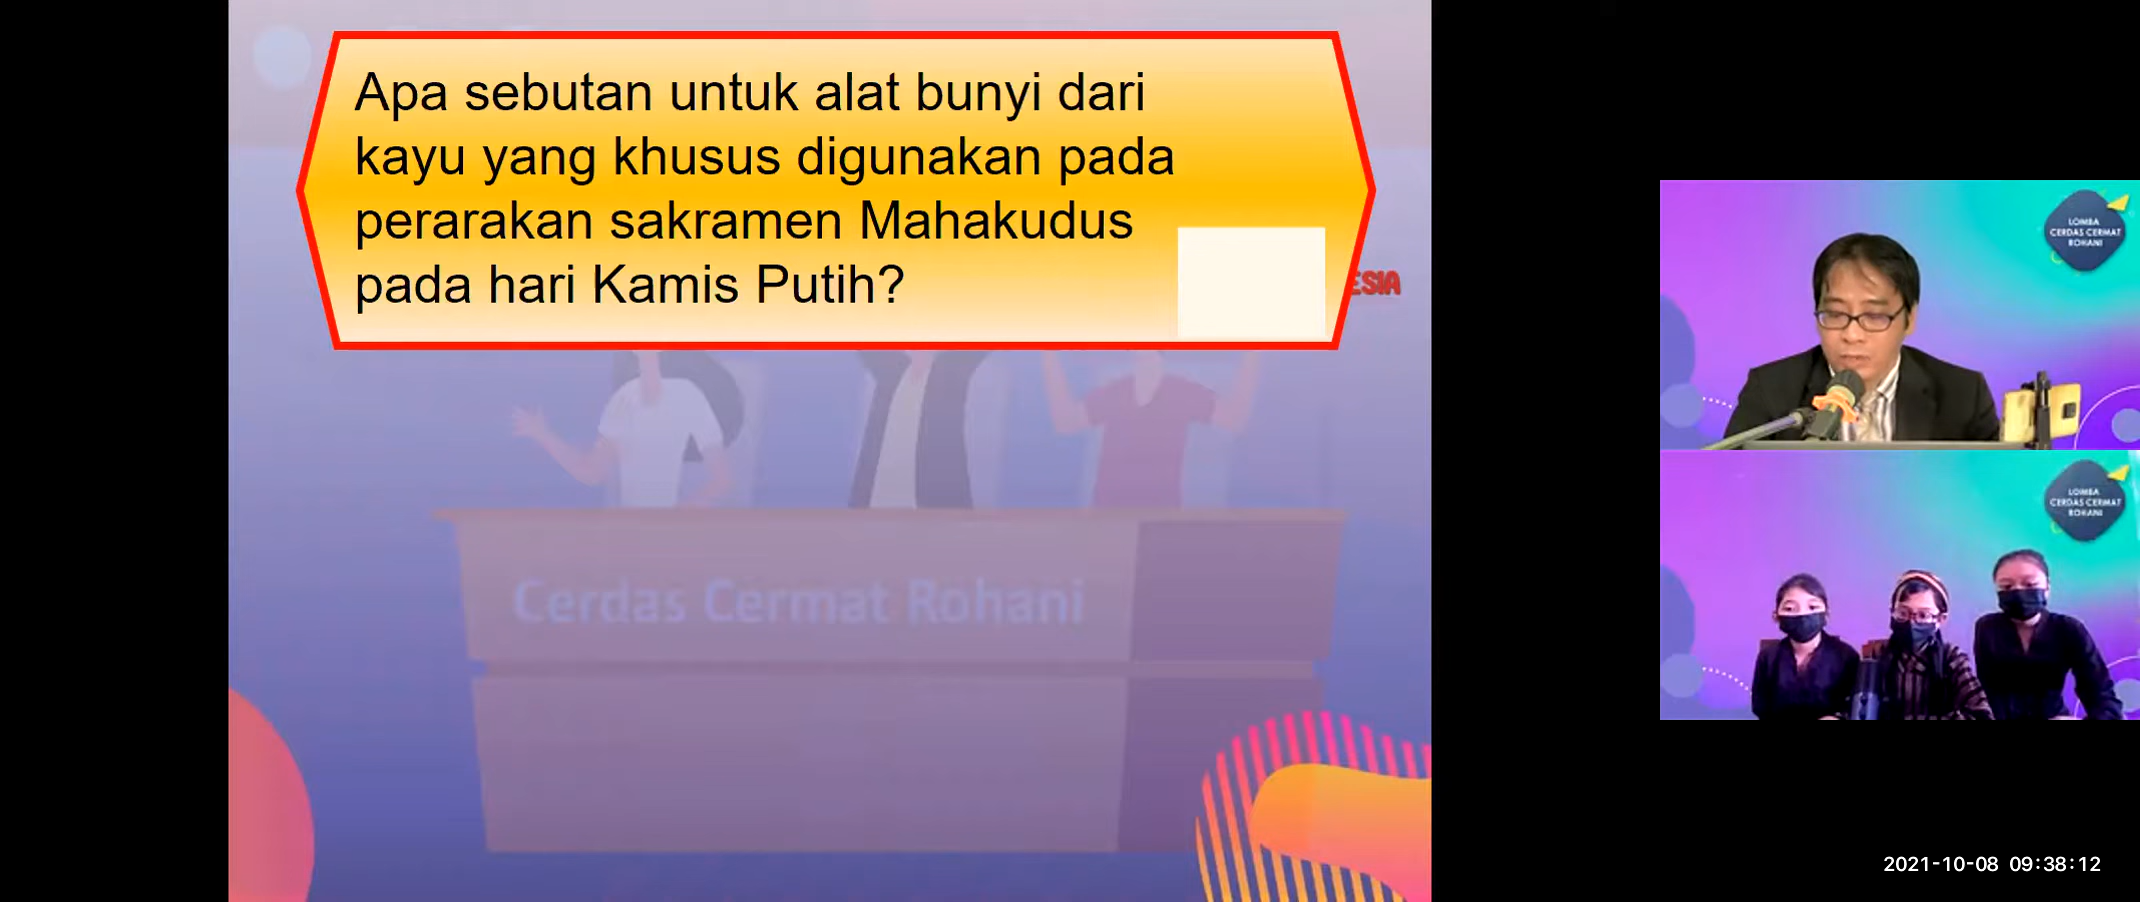 Apa sebutan untuk alat bunyi dari
kayu yang khusus digunakan pada
perarakan sakramen Mahakudus
pada hari Kamis Putih?
ESIA
Cerdas Cermat Rohani
LOMBA
CERDAS CERMAT
ROHANI
LOMBA
CERDAS CERMAT
ROHANI
2021-10-08 09:38:12